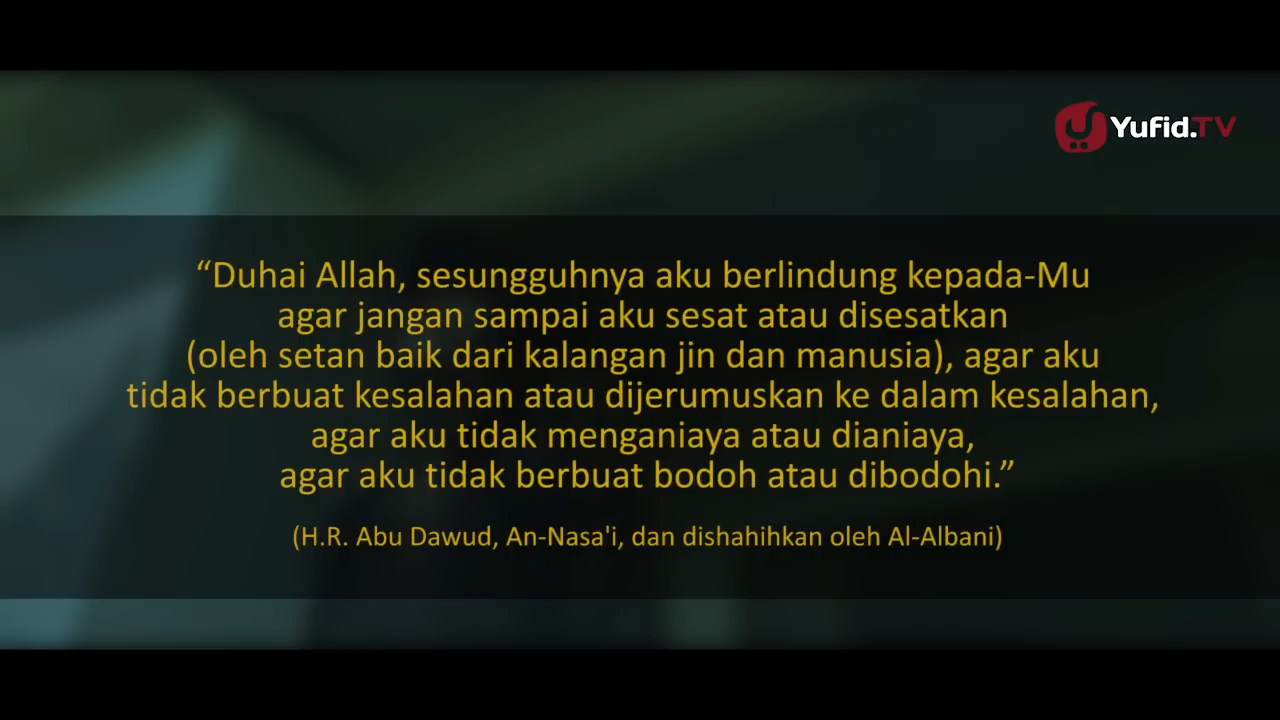 Yufid.TV
“Duhai Allah, sesungguhnya aku berlindung kepada-Mu
agar jangan sampai aku sesat atau disesatkan
(oleh setan baik dari kalangan jin dan manusia), agar aku
tidak berbuat kesalahan atau dijerumuskan ke dalam kesalahan,
agar aku tidak menganiaya atau dianiaya,
agar aku tidak berbuat bodoh atau dibodohi.”
(H.R. Abu Dawud, An-Nasa'i, dan dishahihkan oleh Al-Albani)